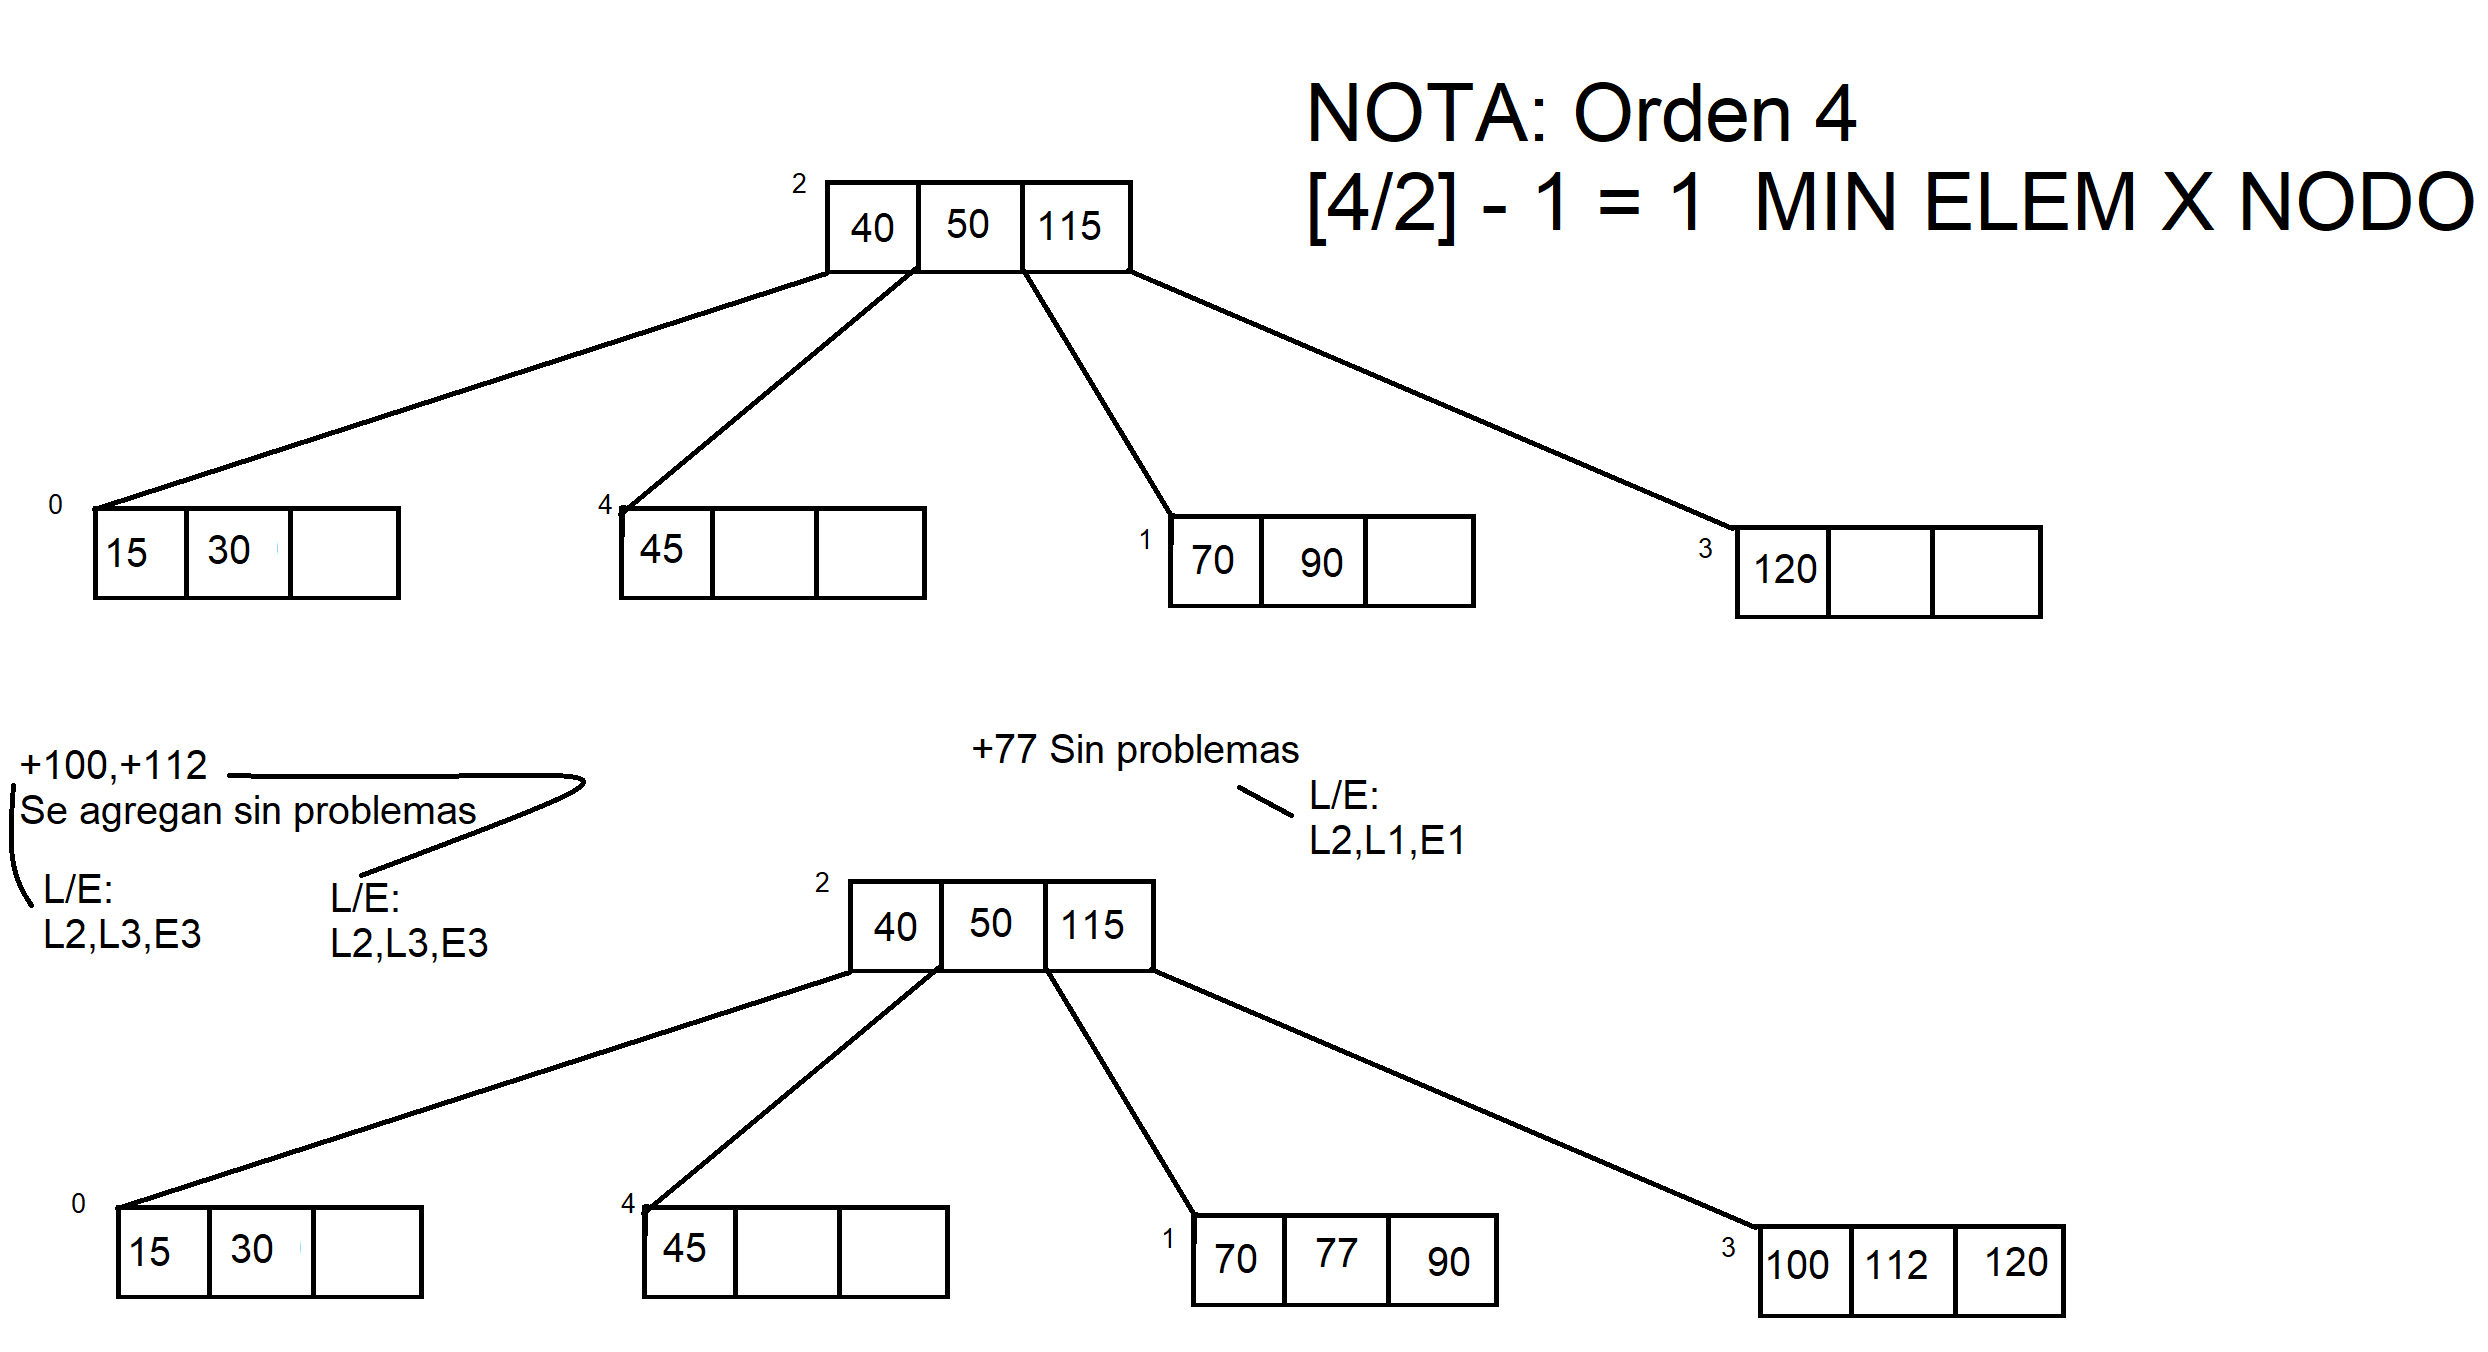 NOTA: Orden 4
[4/2] - 1 = 1  MIN ELEM X NODO
2
40 50 115
0
15 30
4
45
1
70 90
3
120
+100,+112
Se agregan sin problemas
L/E:
L2,L3,E3
L/E:
L2,L3,E3
+77 Sin problemas
L/E:
L2,L1,E1
2
40 50 115
0
15 30
4
45
1
70 77 90
3
100 112 120